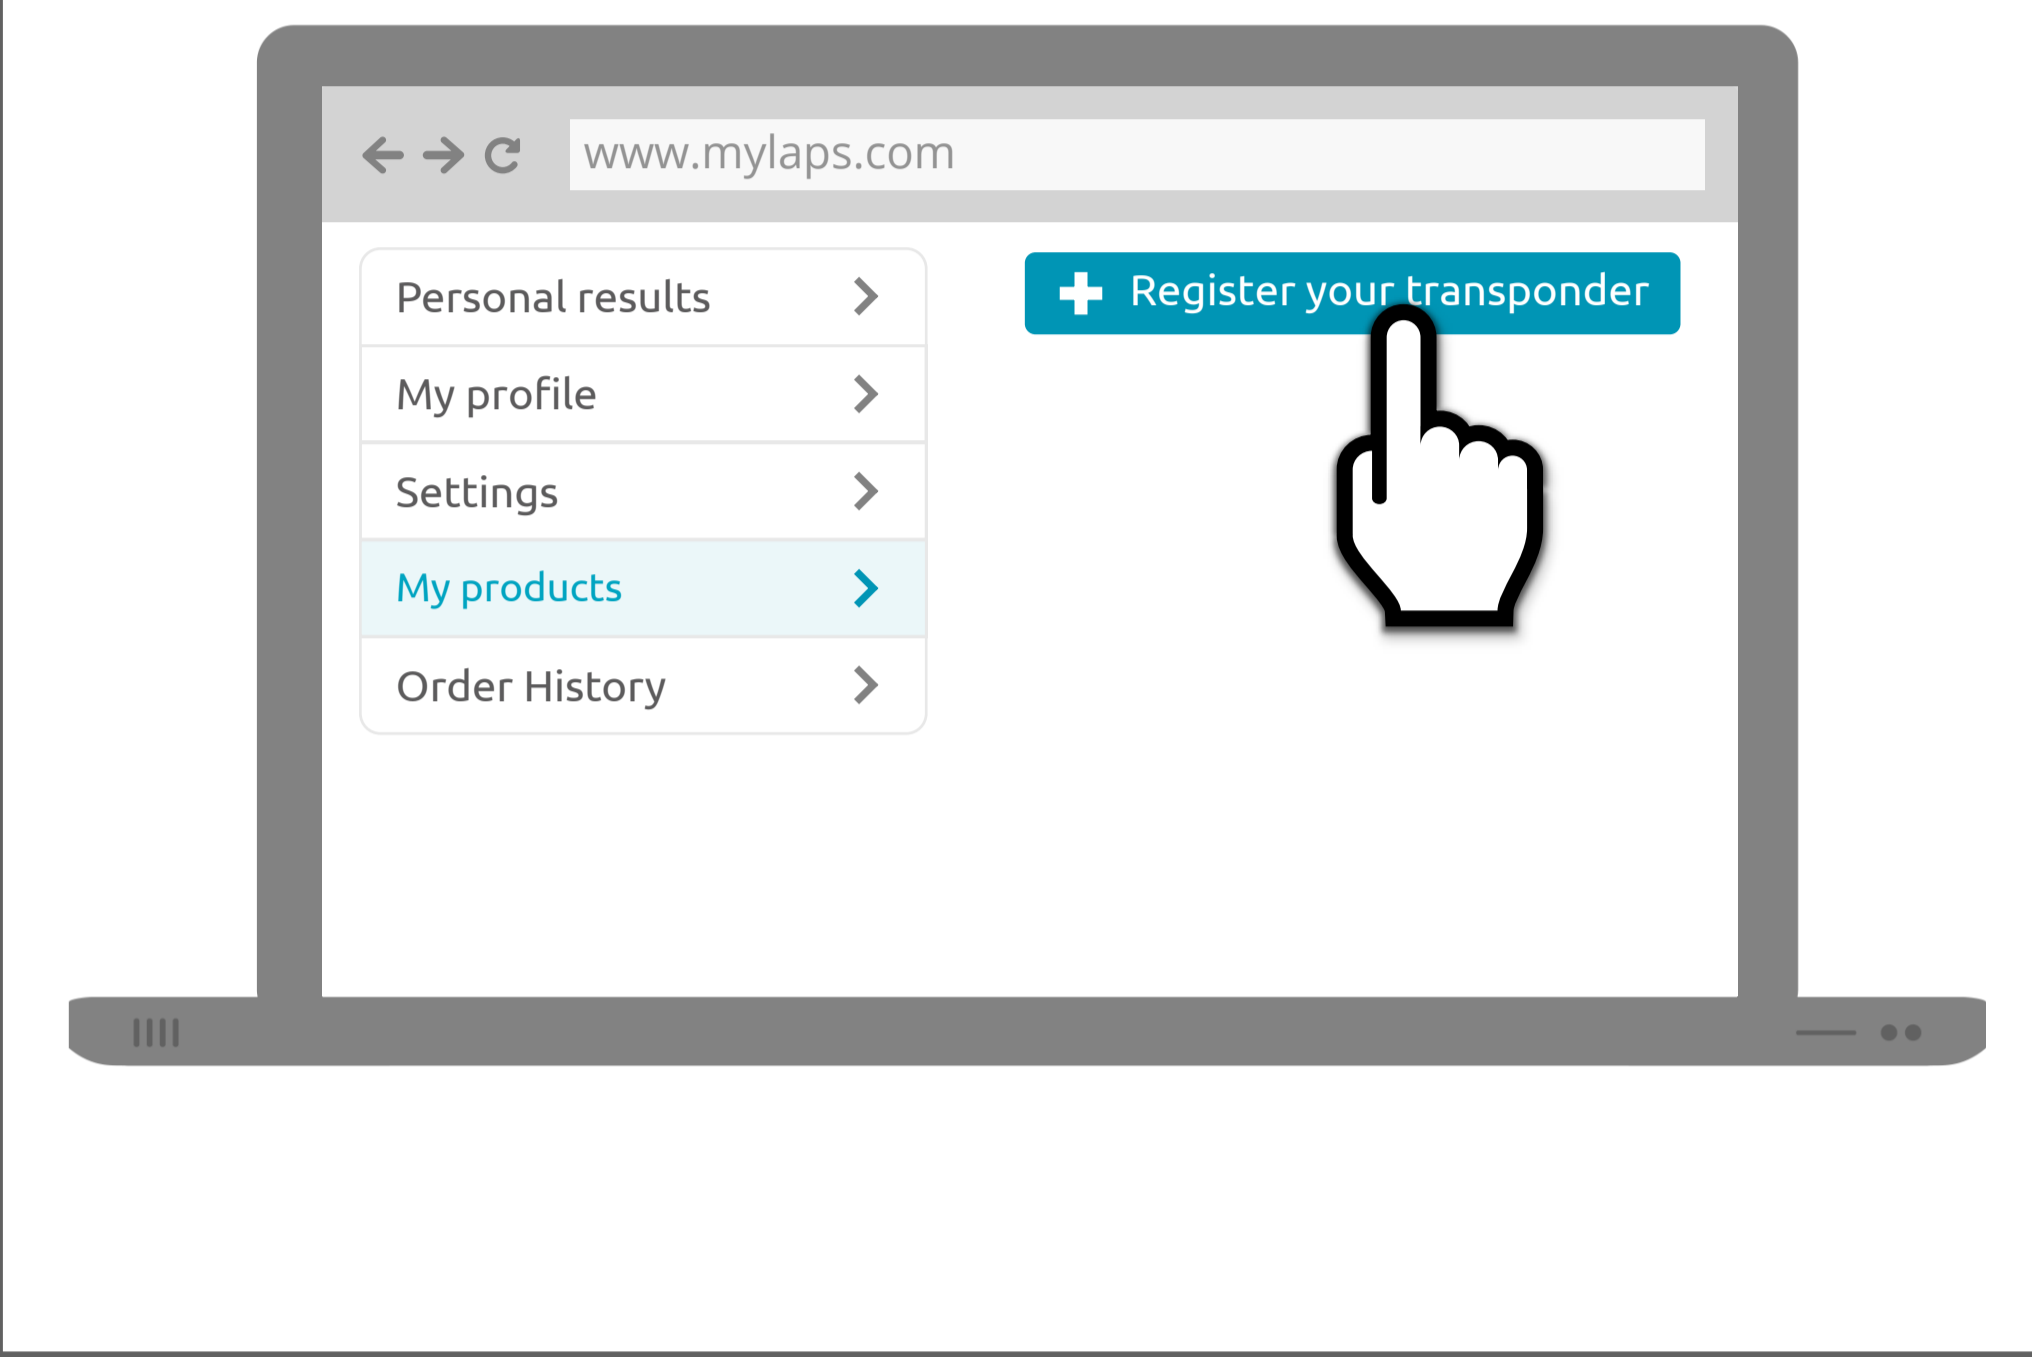 www.mylaps.com
Personal results
My profile
Settings
My products
Order History
Register your transponder